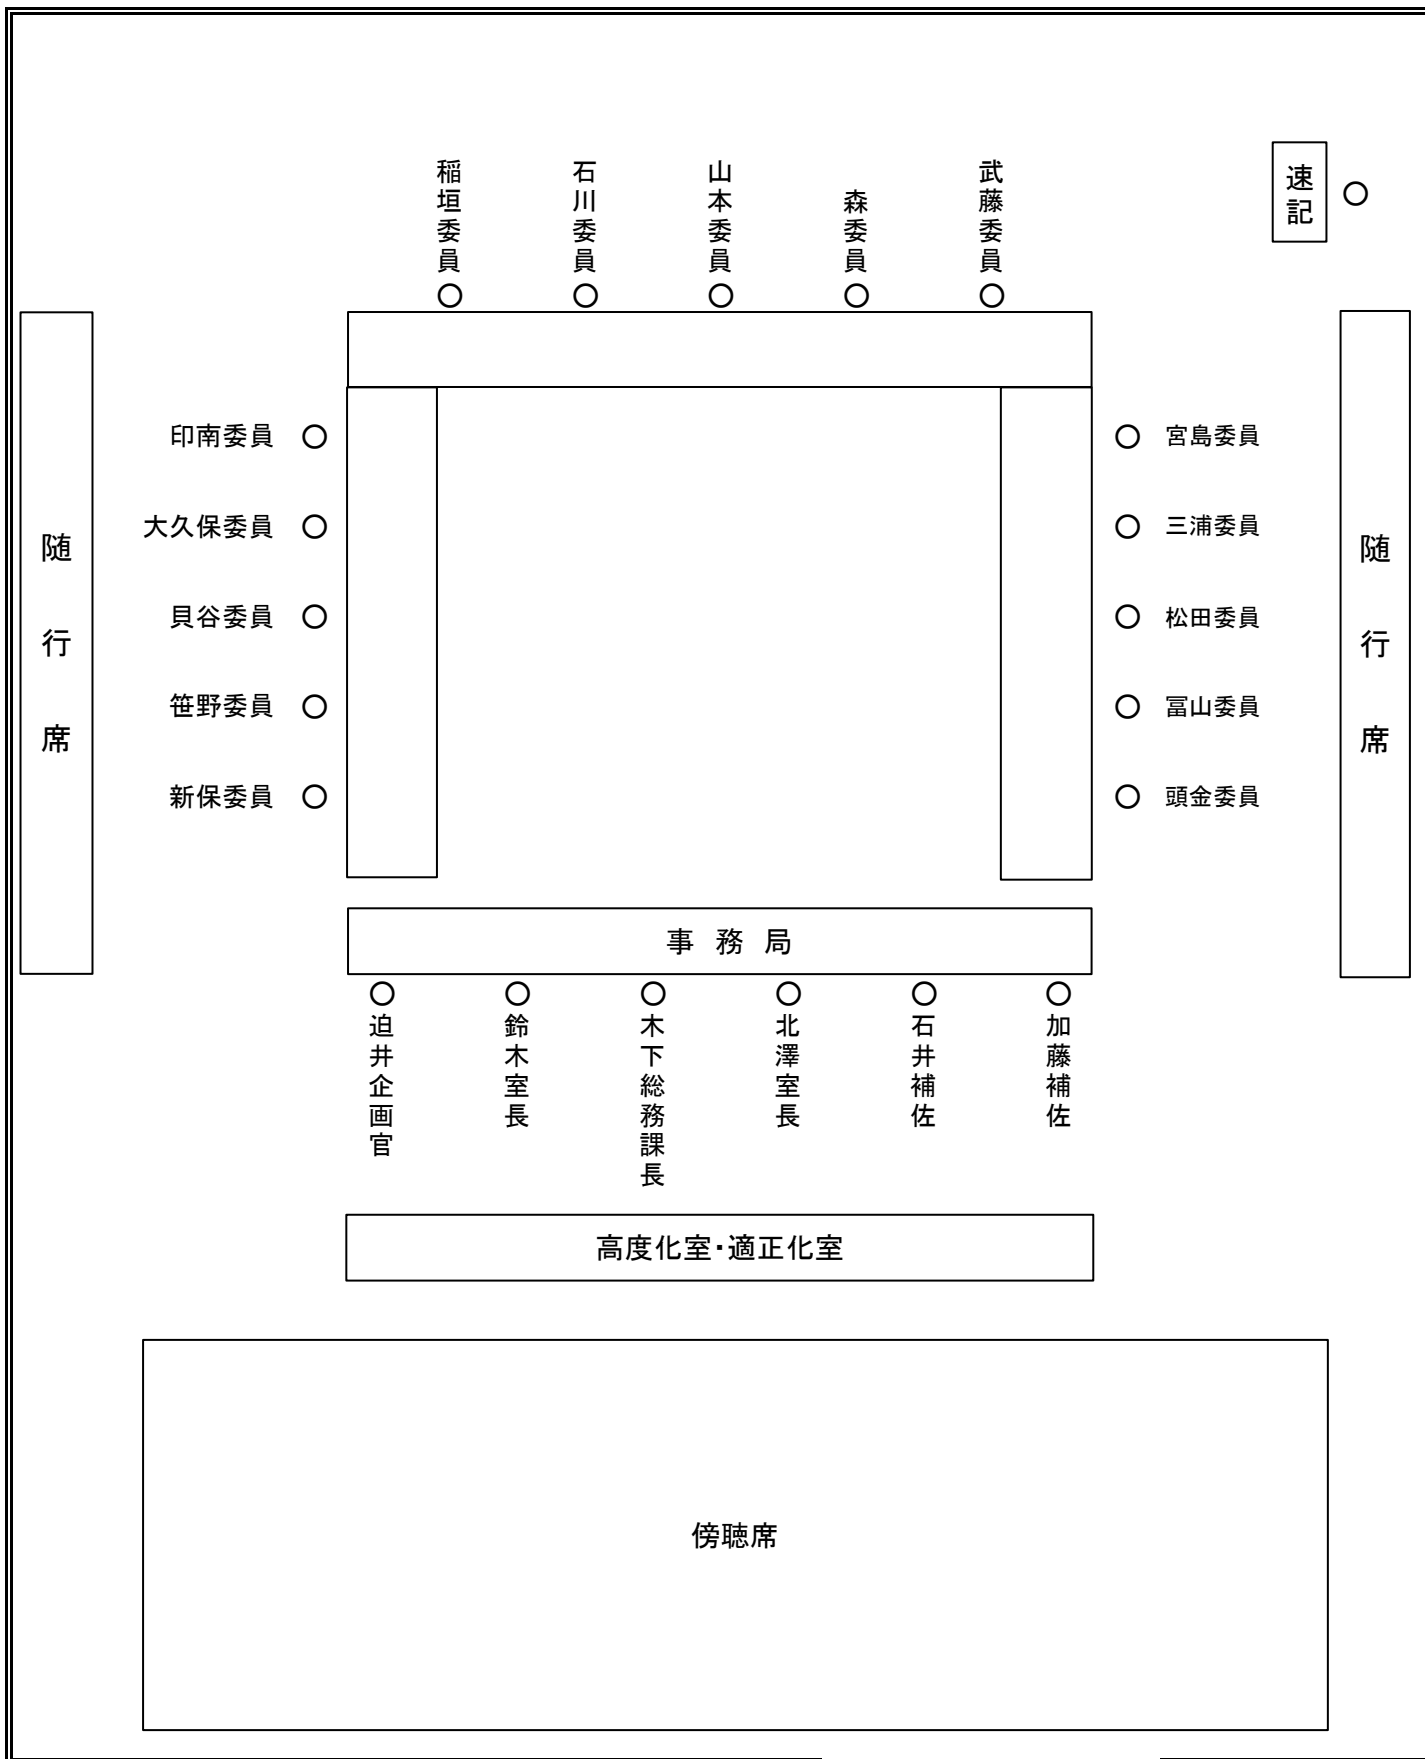 稲垣委員
石川委員
山本委員
森委員
武藤委員
速記
随行席
印南委員
大久保委員
貝谷委員
笹野委員
新保委員
宮島委員
三浦委員
松田委員
冨山委員
頭金委員
随行席
事務局
迫井企画官
鈴木室長
木下総務課長
北澤室長
石井補佐
加藤補佐
高度化室・適正化室
傍聴席